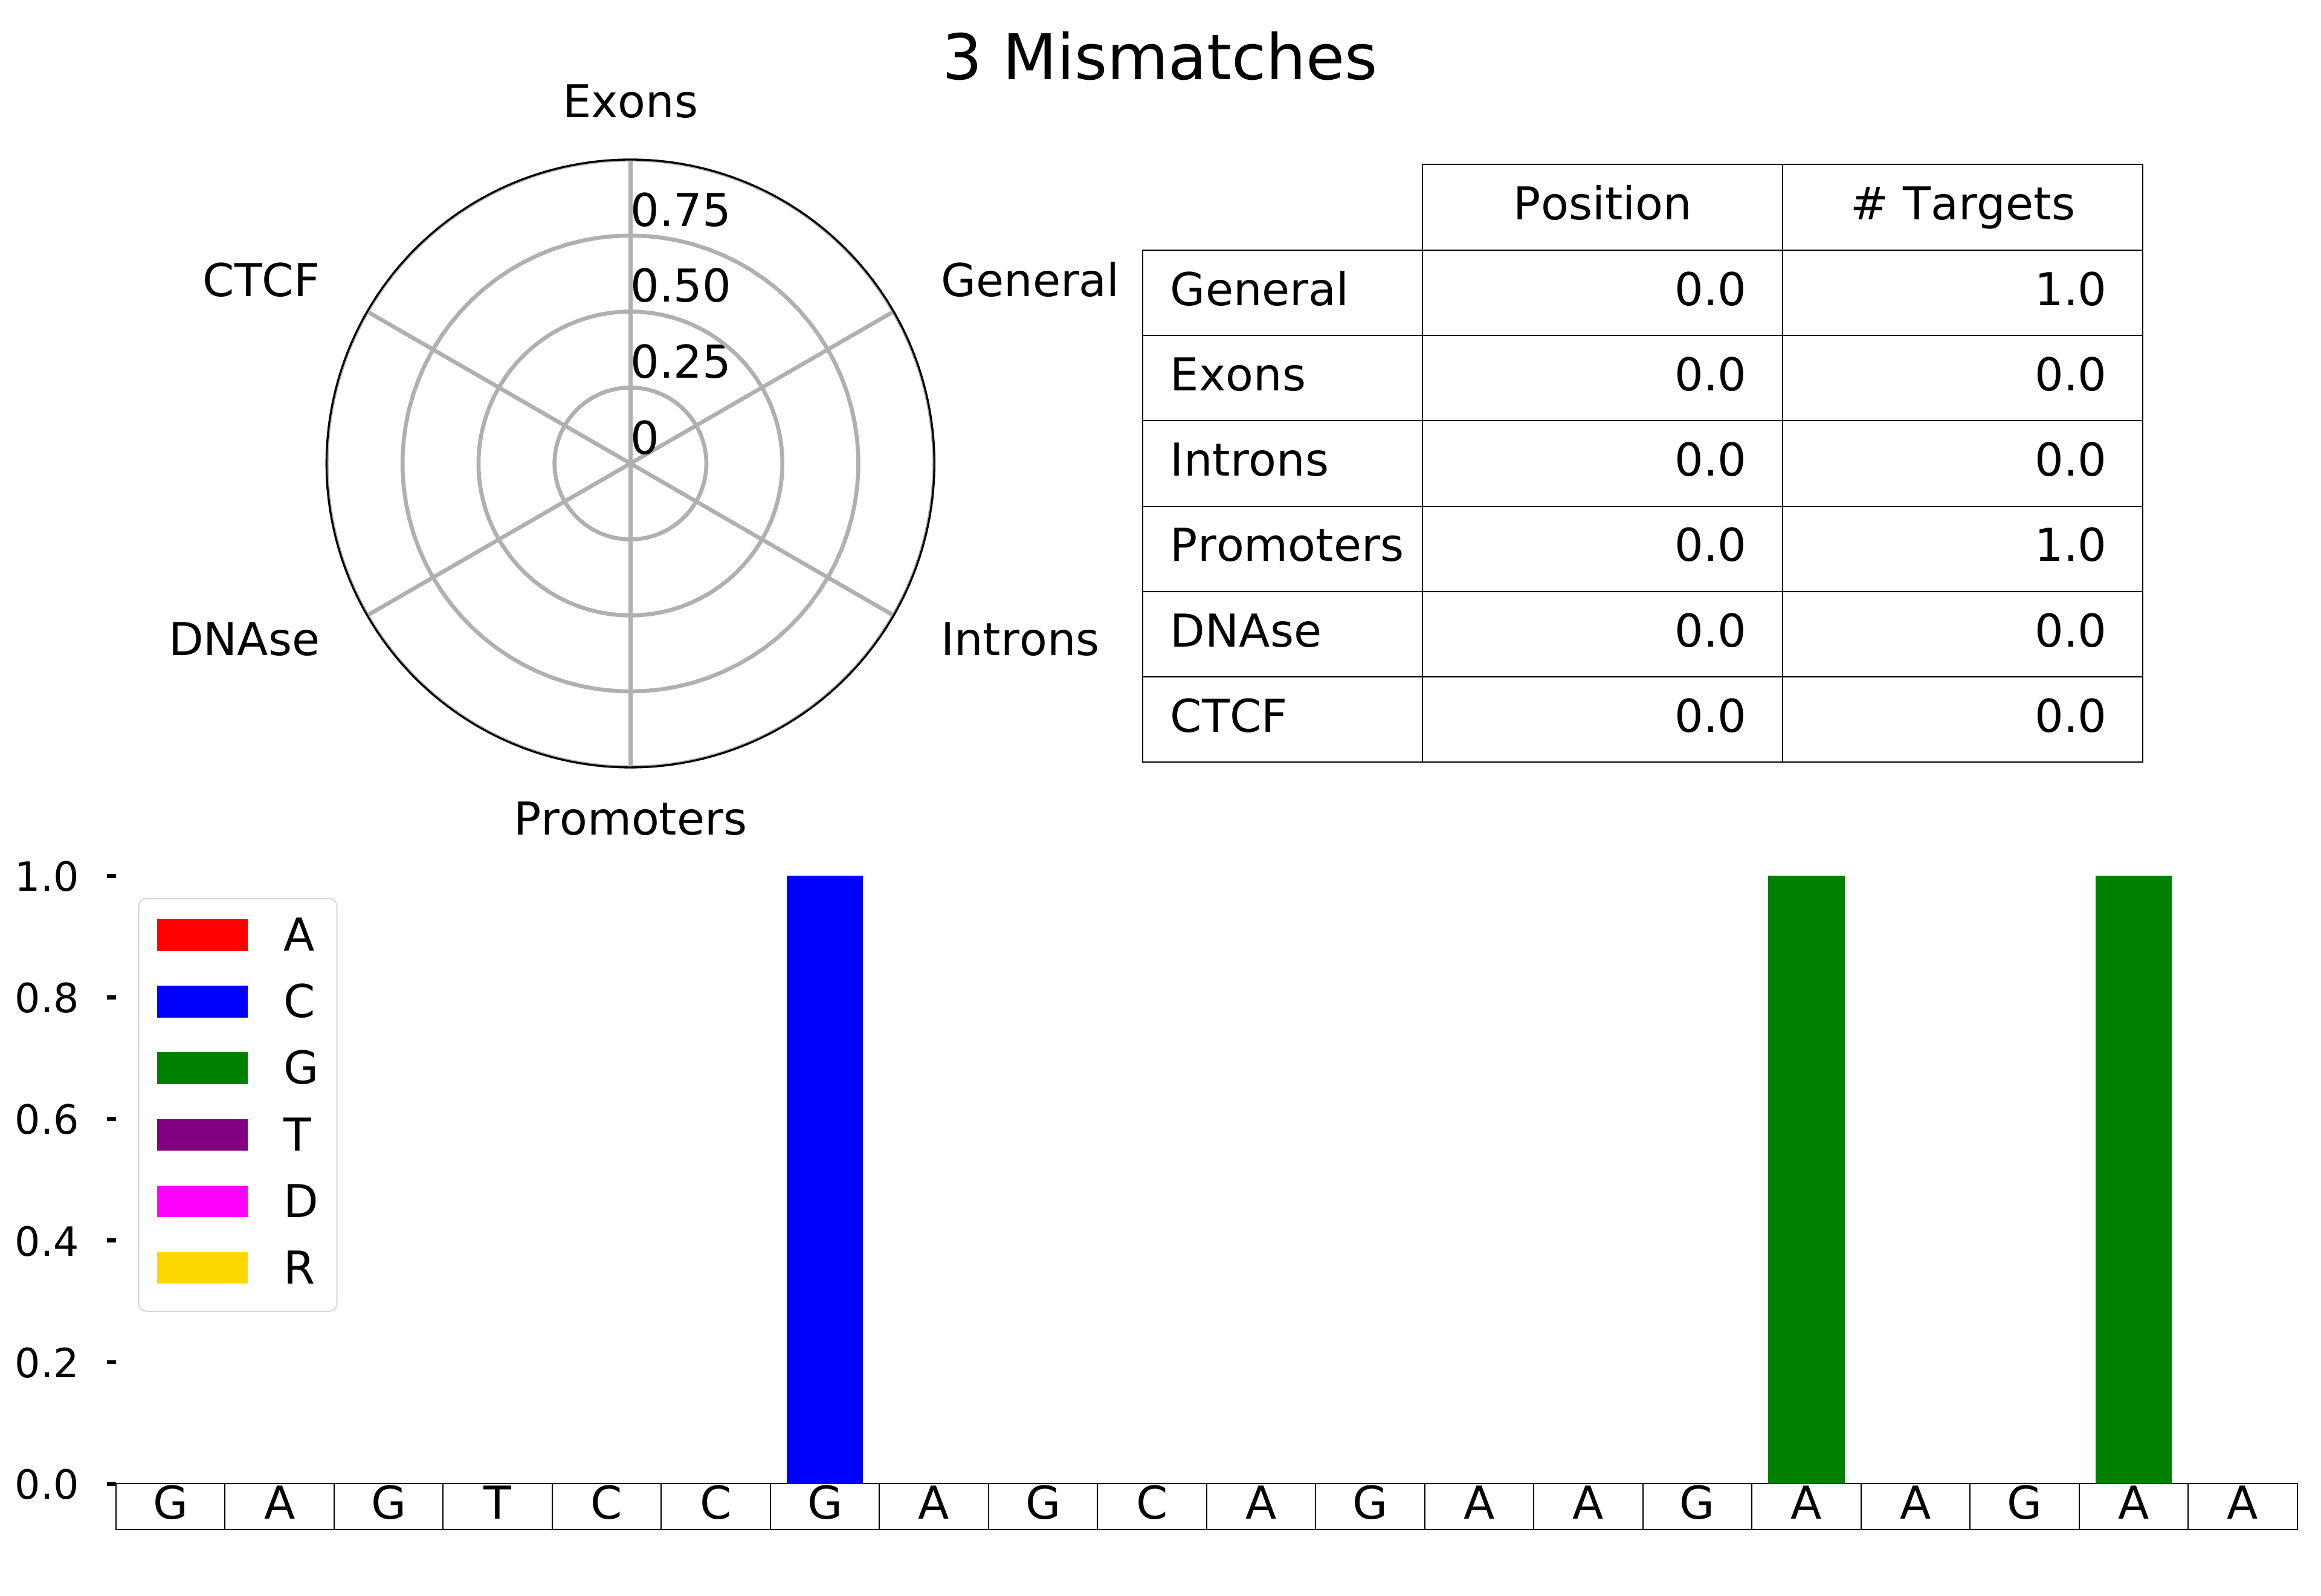 3 Mismatches
Exons
CTCF
General
DNAse
Introns
Promoters
0.75
0.50
0.25
0
Position # Targets
General 0.0 1.0
Exons 0.0 0.0
Introns 0.0 0.0
Promoters 0.0 1.0
DNAse 0.0 0.0
CTCF 0.0 0.0
1.0
0.8
0.6
0.4
0.2
0.0
A
C
G
T
D
R
G A G T C C G A G C A G A A G A A G A A